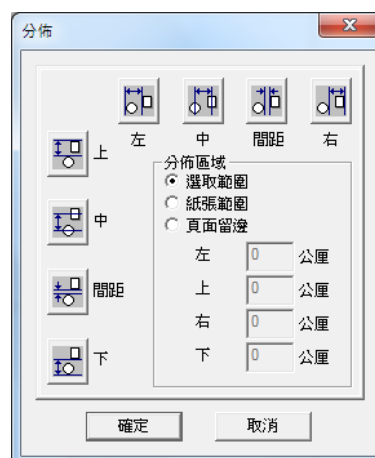 分佈
左 中 間距 右
上
中
間距
下
分佈區域
選取範圍
紙張範圍
頁面留邊
左 0 公厘
上 0 公厘
右 0 公厘
下 0 公厘
確定 取消